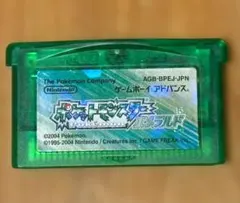 The Pokémon Company
AGB-BPEJ-JPN
Nintendo
ゲームボーイ アドバンス
ポケットモンスター
エメラルド
©2004 Pokémon
©1995-2004 Nintendo / Creatures inc. / GAME FREAK inc.